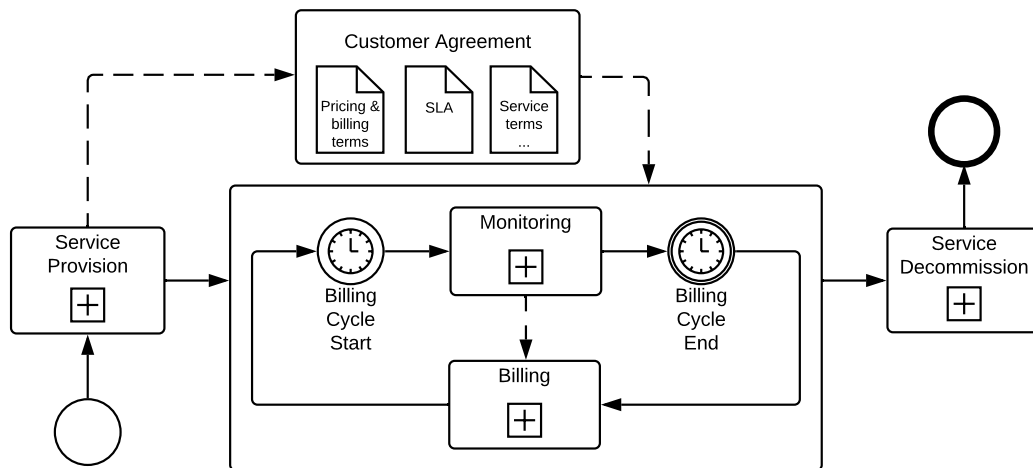 Customer Agreement
Pricing &
billing
terms
SLA
Service
terms
...
Service
Provision
Billing
Cycle
Start
Monitoring
Billing
Cycle
End
Billing
Service
Decommission